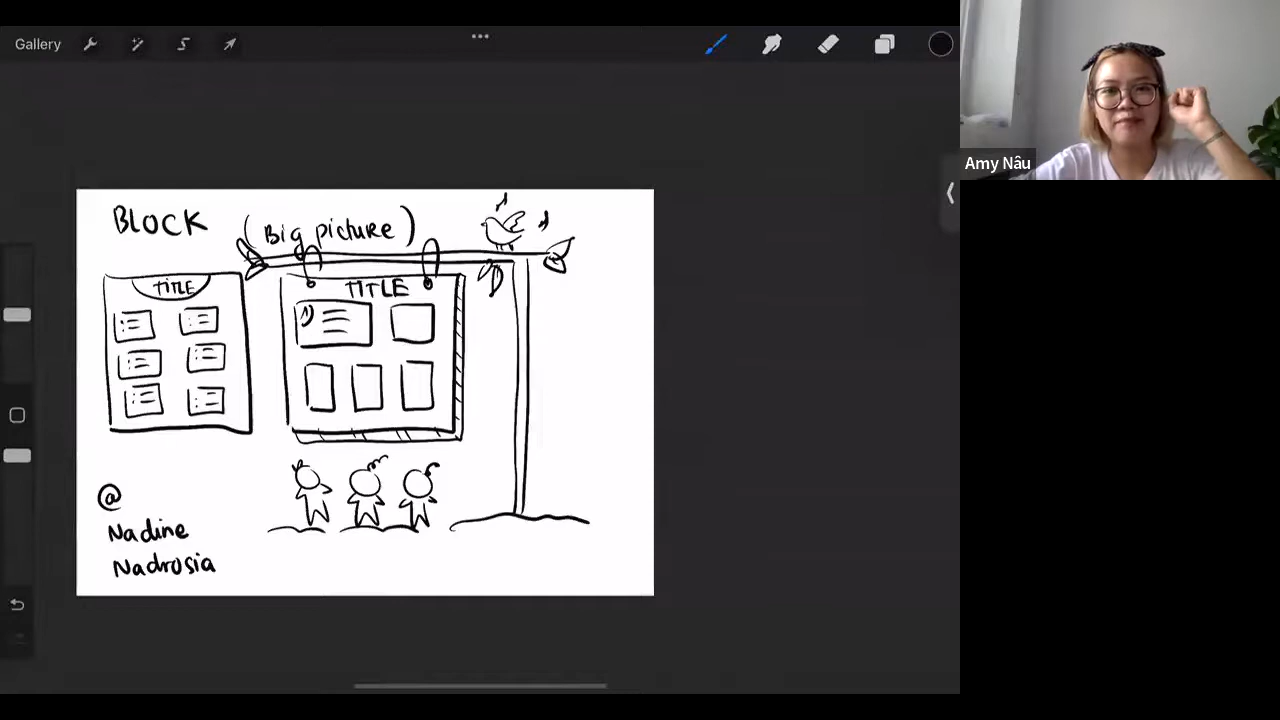 Gallery
Amy Nâu
BLOCK
(Big picture)
TITLE
TITLE
@
Nadine
Nadrosia